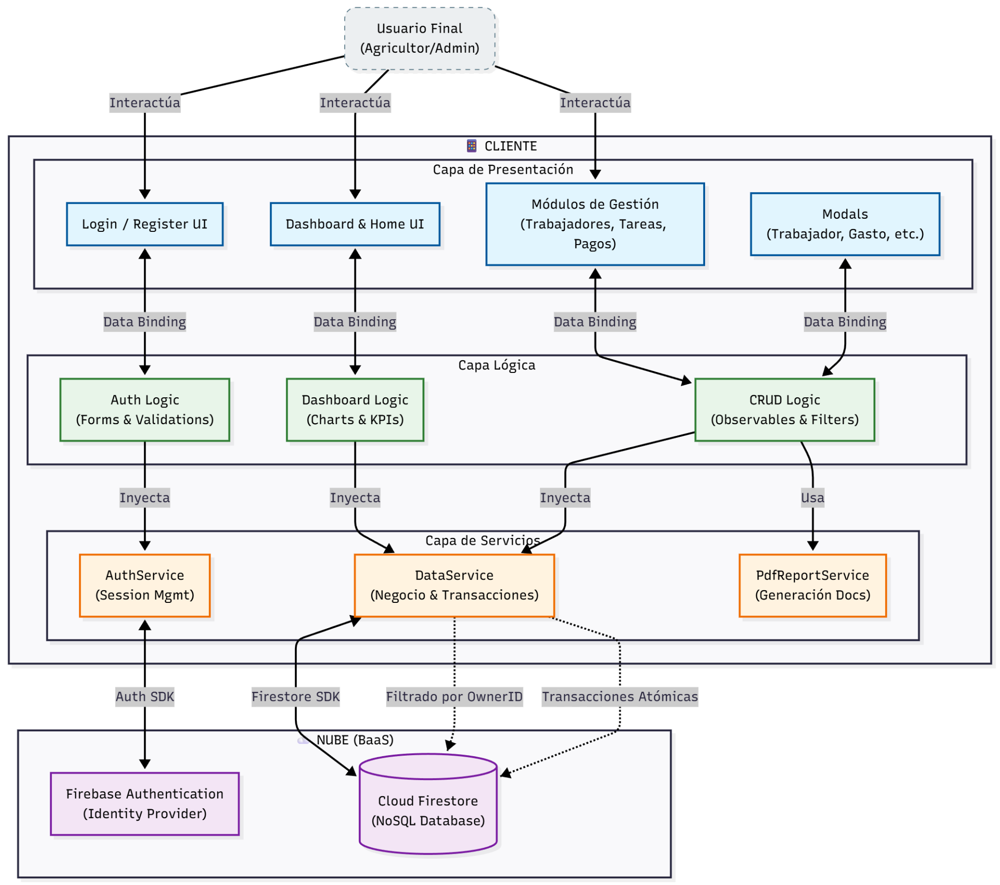 Usuario Final
(Agricultor/Admin)
Interactúa
Interactúa
Interactúa
CLIENTE
Capa de Presentación
Login / Register UI
Dashboard & Home UI
Módulos de Gestión
(Trabajadores, Tareas,
Pagos)
Modals
(Trabajador, Gasto, etc.)
Data Binding
Data Binding
Data Binding
Data Binding
Capa Lógica
Auth Logic
(Forms & Validations)
Dashboard Logic
(Charts & KPIs)
CRUD Logic
(Observables & Filters)
Inyecta
Inyecta
Inyecta
Usa
Capa de Servicios
AuthService
(Session Mgmt)
DataService
(Negocio & Transacciones)
PdfReportService
(Generación Docs)
Auth SDK
Firestore SDK
Filtrado por OwnerID
Transacciones Atómicas
NUBE (BaaS)
Firebase Authentication
(Identity Provider)
Cloud Firestore
(NoSQL Database)